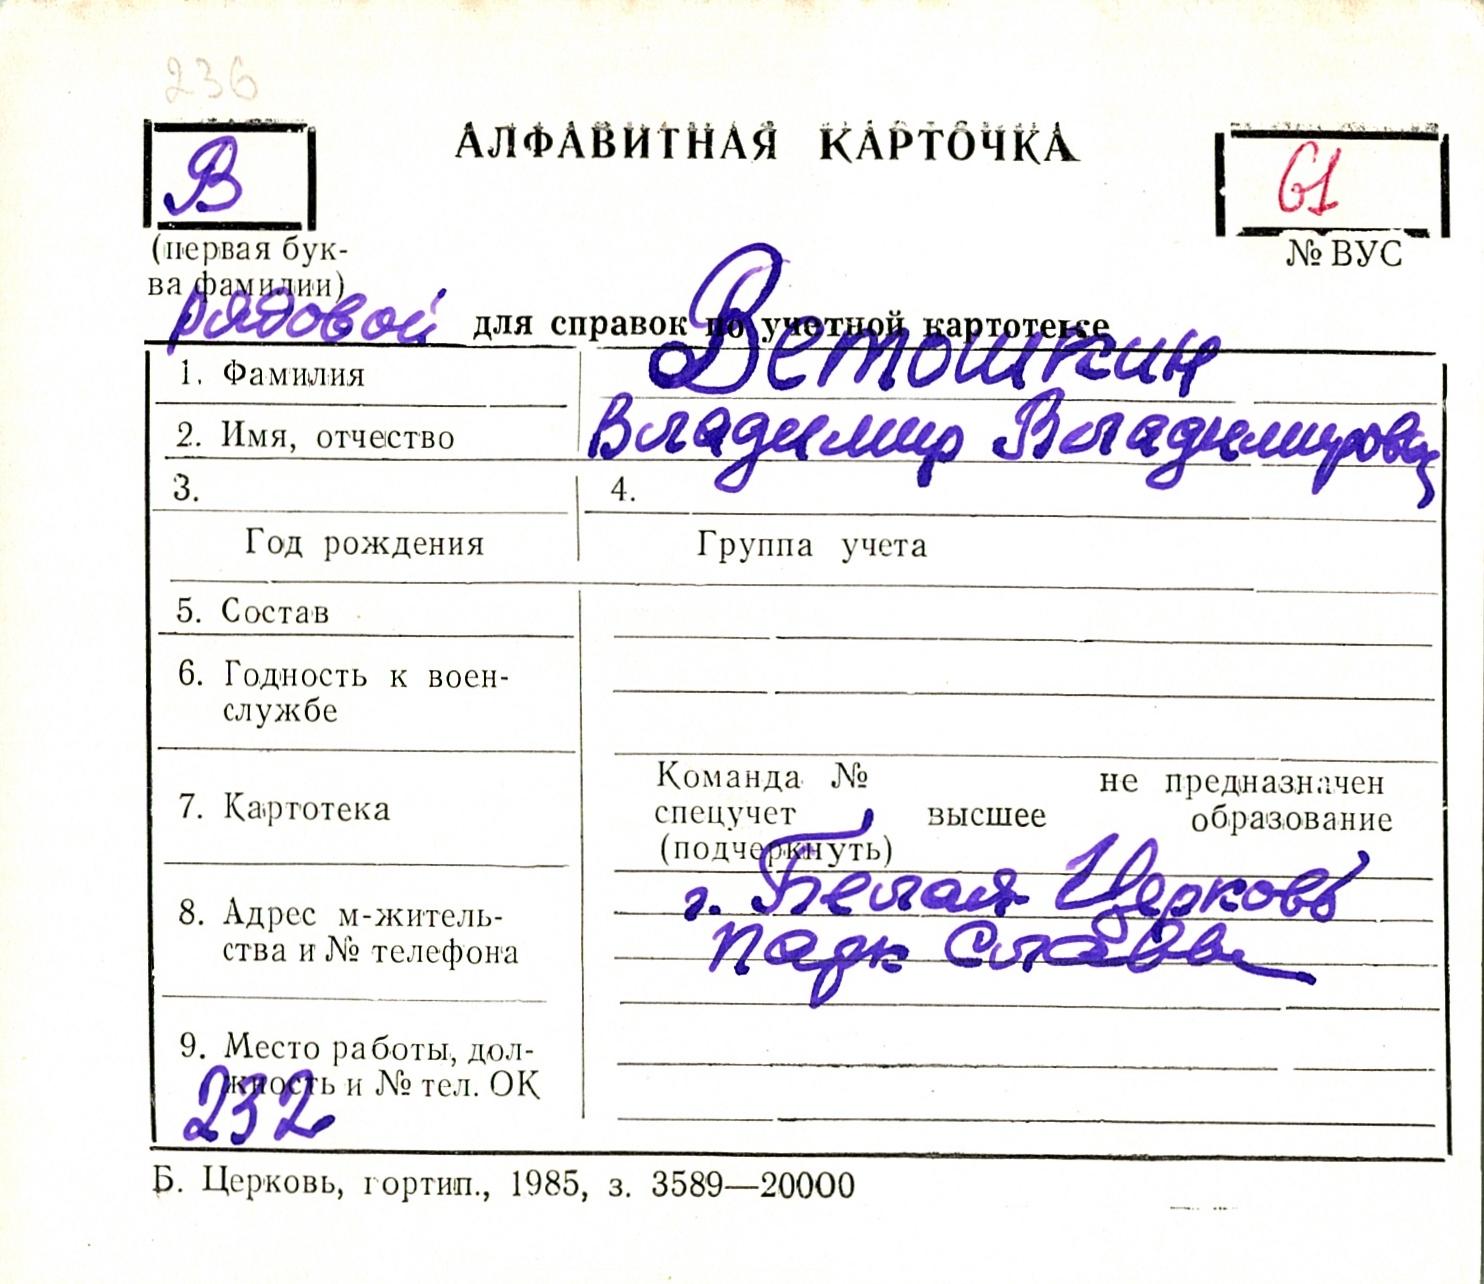 236
В
АЛФАВИТНАЯ КАРТОЧКА
61
(первая бук-
ва фамилии)
№ ВУС
рядовой
для справок по учетной картотеке
1. Фамилия
Ветошкин
2. Имя, отчество
Владимир Владимирович
3.
4.
Год рождения
Группа учета
5. Состав
6. Годность к воен-
службе
7. Картотека
Команда № не предназначен
спецучет высшее образование
(подчеркнуть)
8. Адрес м-житель-
ства и № телефона
г. Белая Церковь
парк Славы
9. Место работы, дол-
жность и № тел. ОК
232
Б. Церковь, гортип., 1985, з. 3589—20000